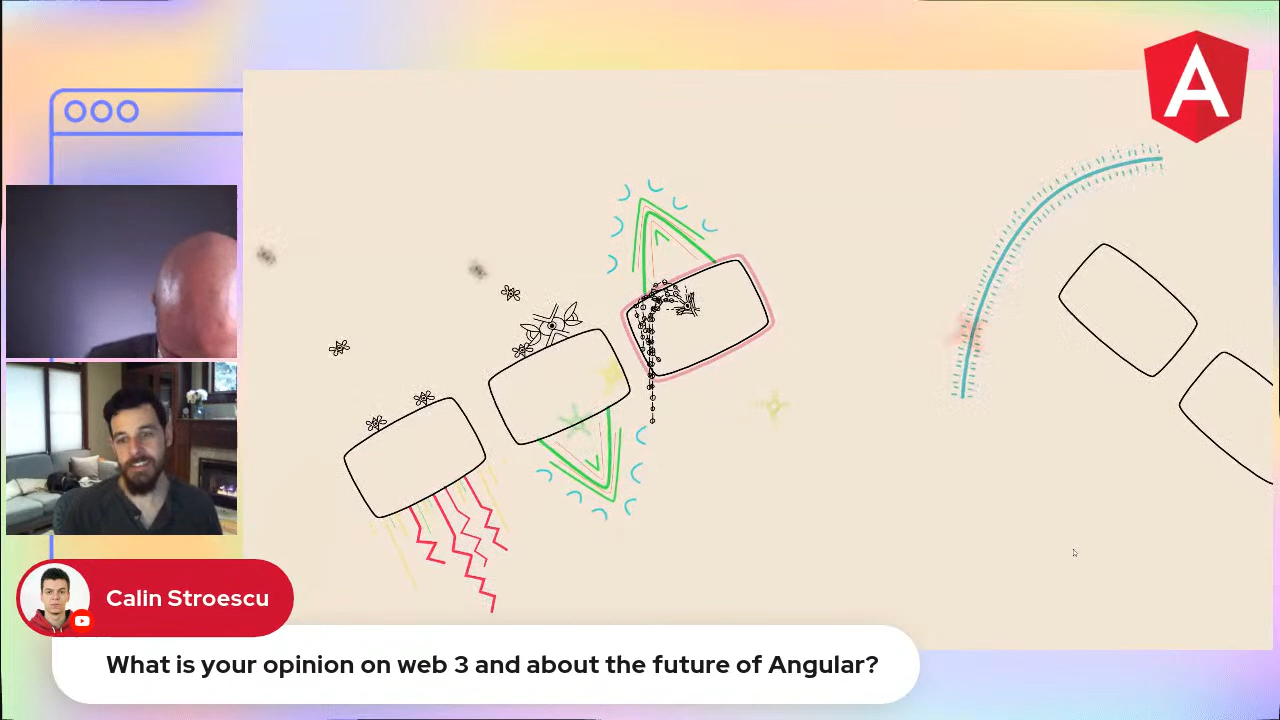 A
Calin Stroescu
What is your opinion on web 3 and about the future of Angular?